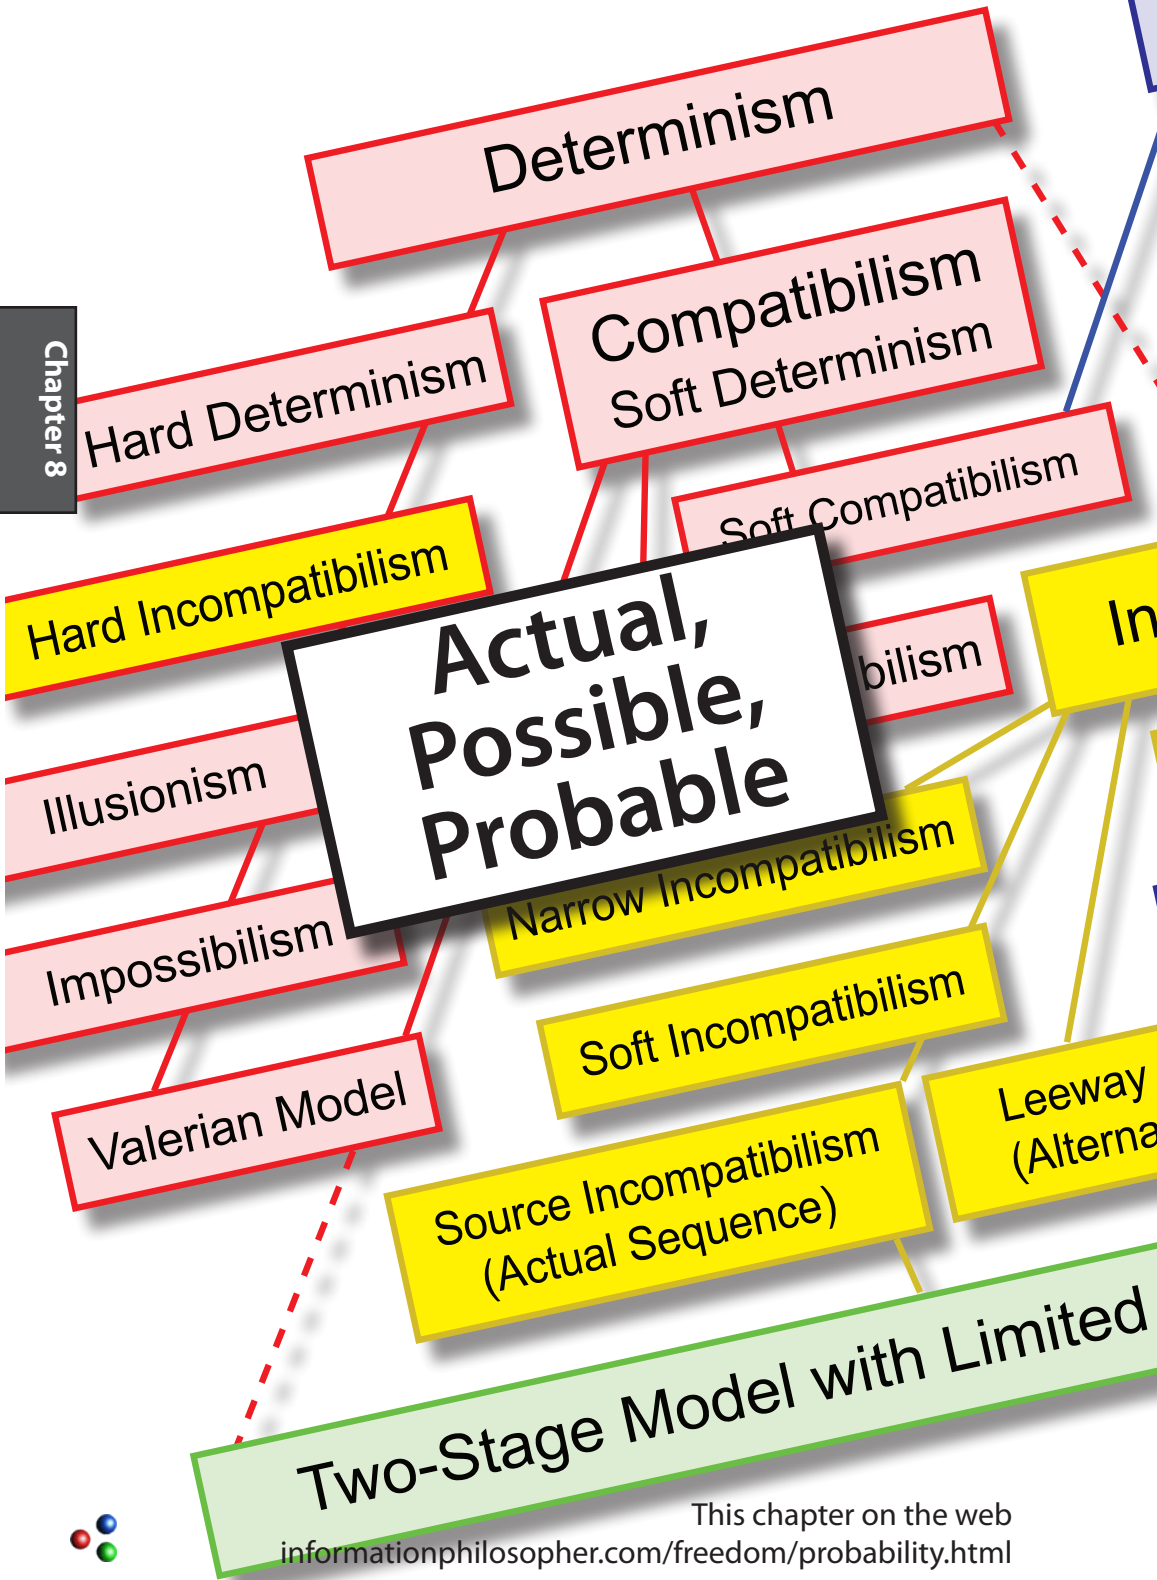 Determinism
Compatibilism
Soft Determinism
Chapter 8
Hard Determinism
Soft Compatibilism
Hard Incompatibilism
Actual,
Possible,
Probable
bilism
In
Illusionism
Narrow Incompatibilism
Impossibilism
Soft Incompatibilism
Valerian Model
Leeway
(Alterna
Source Incompatibilism
(Actual Sequence)
Two-Stage Model with Limited
This chapter on the web
informationphilosopher.com/freedom/probability.html